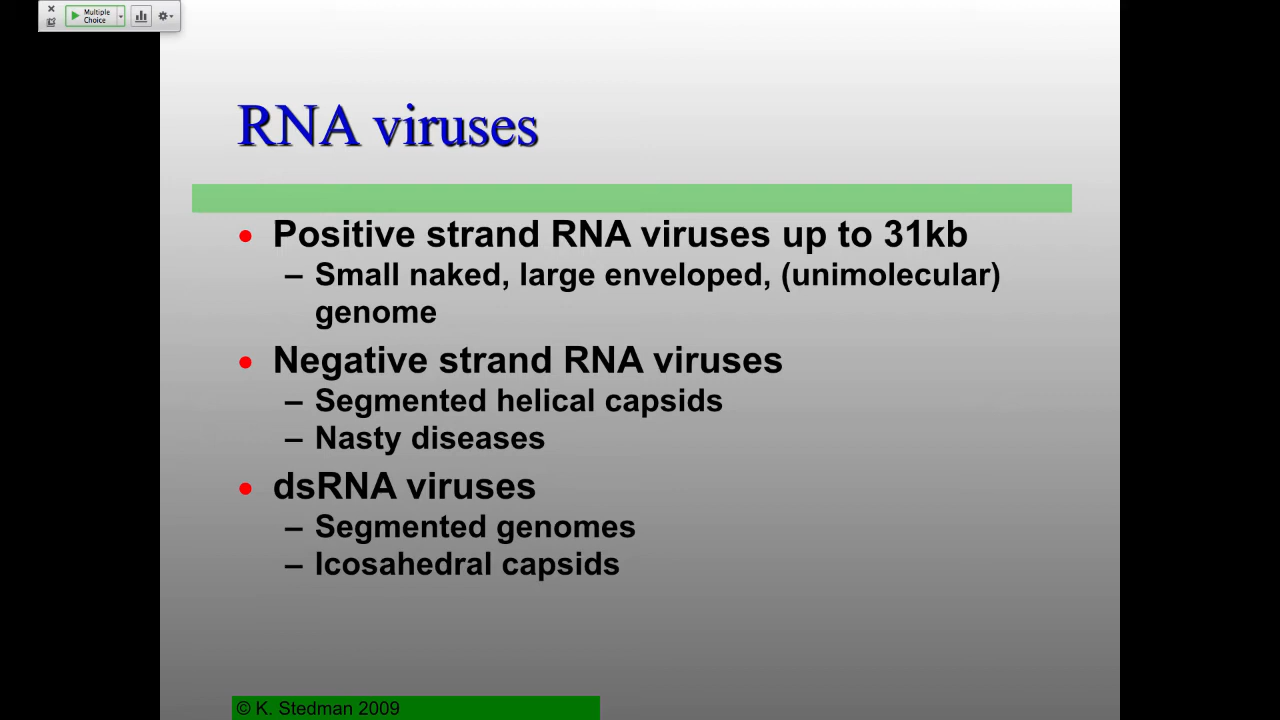 Multiple
Choice
RNA viruses
• Positive strand RNA viruses up to 31kb
– Small naked, large enveloped, (unimolecular)
genome
• Negative strand RNA viruses
– Segmented helical capsids
– Nasty diseases
• dsRNA viruses
– Segmented genomes
– Icosahedral capsids
© K. Stedman 2009